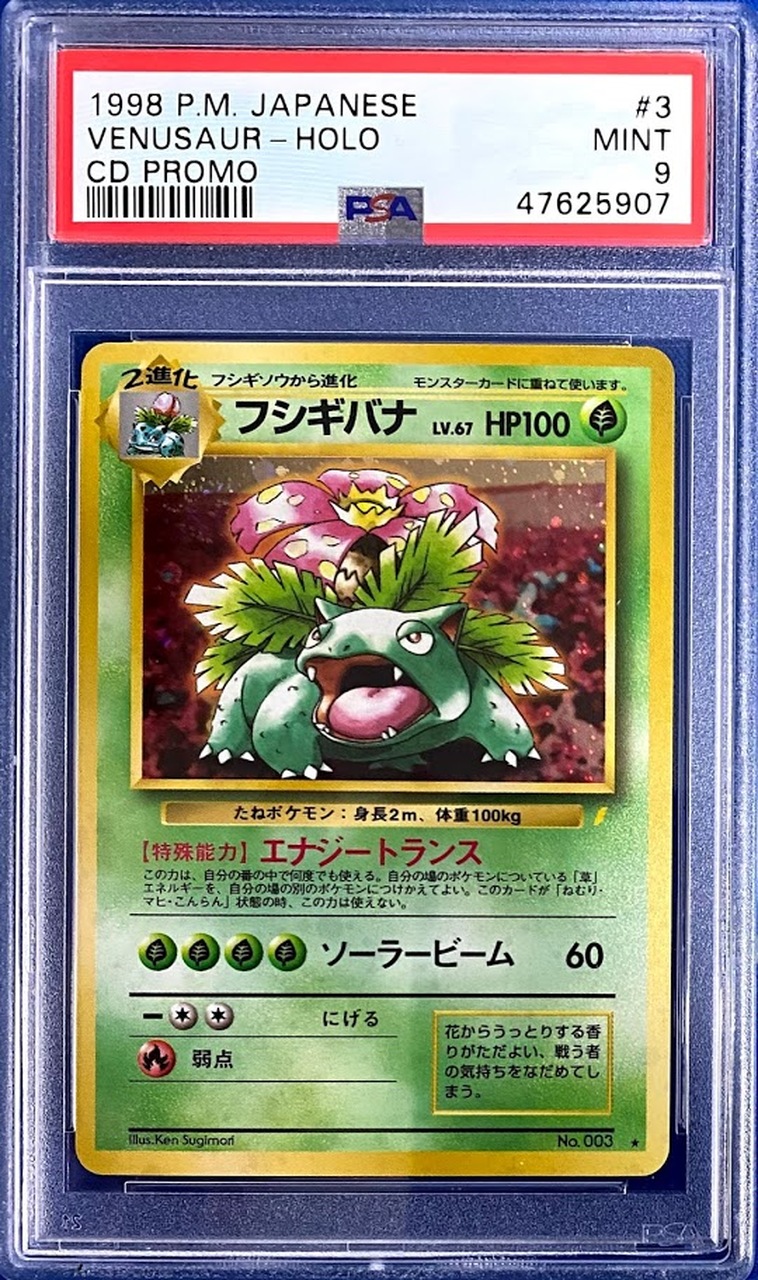 1998 P.M. JAPANESE #3
VENUSAUR - HOLO MINT
CD PROMO 9
PSA 47625907
2進化 フシギソウから進化 モンスターカードに重ねて使います。
フシギバナ LV.67 HP100
たねポケモン：身長2m、体重100kg
【特殊能力】エナジートランス
この力は、自分の番の中で何度でも使える。自分の場のポケモンについている「草」
エネルギーを、自分の場の別のポケモンにつけかえてよい。このカードが「ねむり・
マヒ・こんらん」状態の時、この力は使えない。
ソーラービーム 60
ー にげる
弱点
花からうっとりする香
りがただよい、戦う者
の気持ちをなだめてし
まう。
Illus.Ken Sugimori No.003 ★
PSA